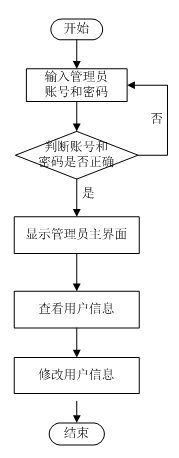 开始
输入管理员
账号和密码
否
判断账号和
密码是否正确
是
显示管理员主界面
查看用户信息
修改用户信息
结束